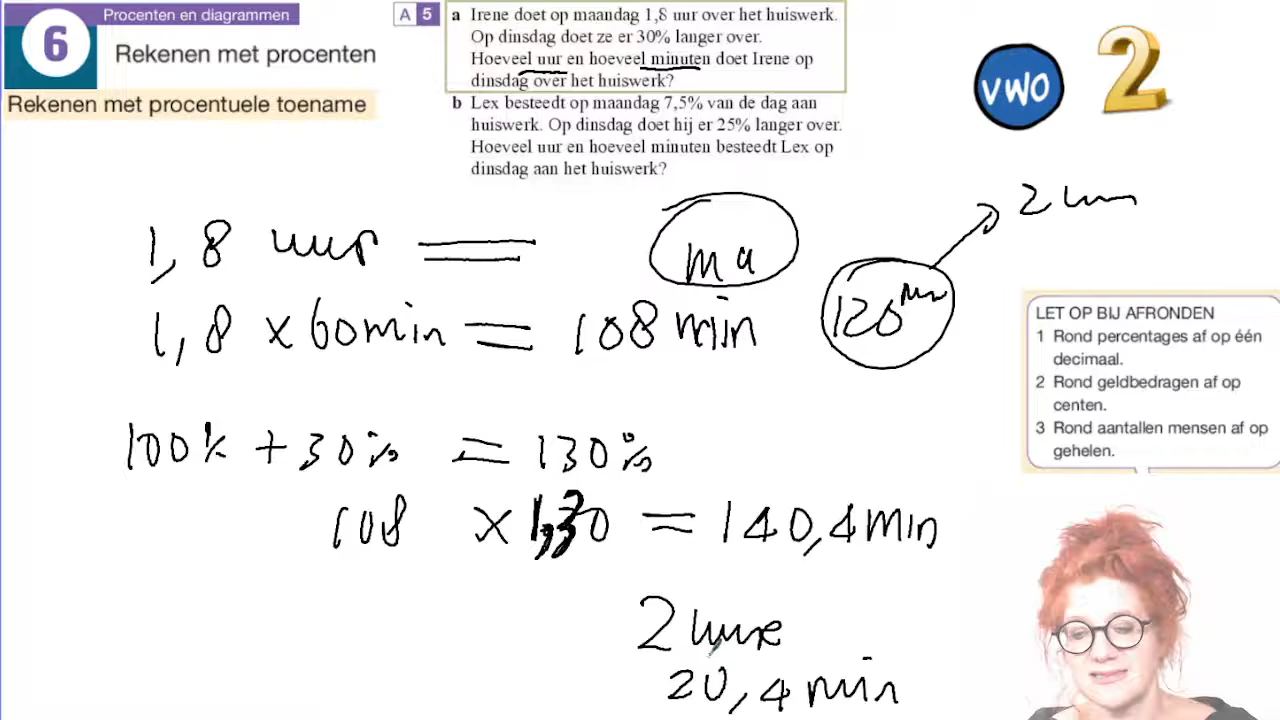 Procenten en diagrammen
6
Rekenen met procenten
Rekenen met procentuele toename
A 5
a Irene doet op maandag 1,8 uur over het huiswerk.
Op dinsdag doet ze er 30% langer over.
Hoeveel uur en hoeveel minuten doet Irene op
dinsdag over het huiswerk?
b Lex besteedt op maandag 7,5% van de dag aan
huiswerk. Op dinsdag doet hij er 25% langer over.
Hoeveel uur en hoeveel minuten besteedt Lex op
dinsdag aan het huiswerk?
VWO 2
1,8 uur =
ma
2 uur
1,8 x 60 min = 108 min
120 min
100% + 30% = 130%
108 x 1,30 = 140,4 min
2 uur
20,4 min
LET OP BIJ AFRONDEN
1 Rond percentages af op één
decimaal.
2 Rond geldbedragen af op
centen.
3 Rond aantallen mensen af op
gehelen.